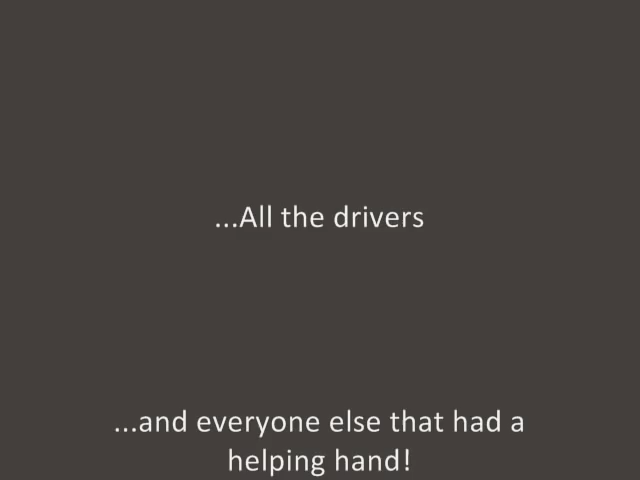 ...All the drivers
...and everyone else that had a
helping hand!